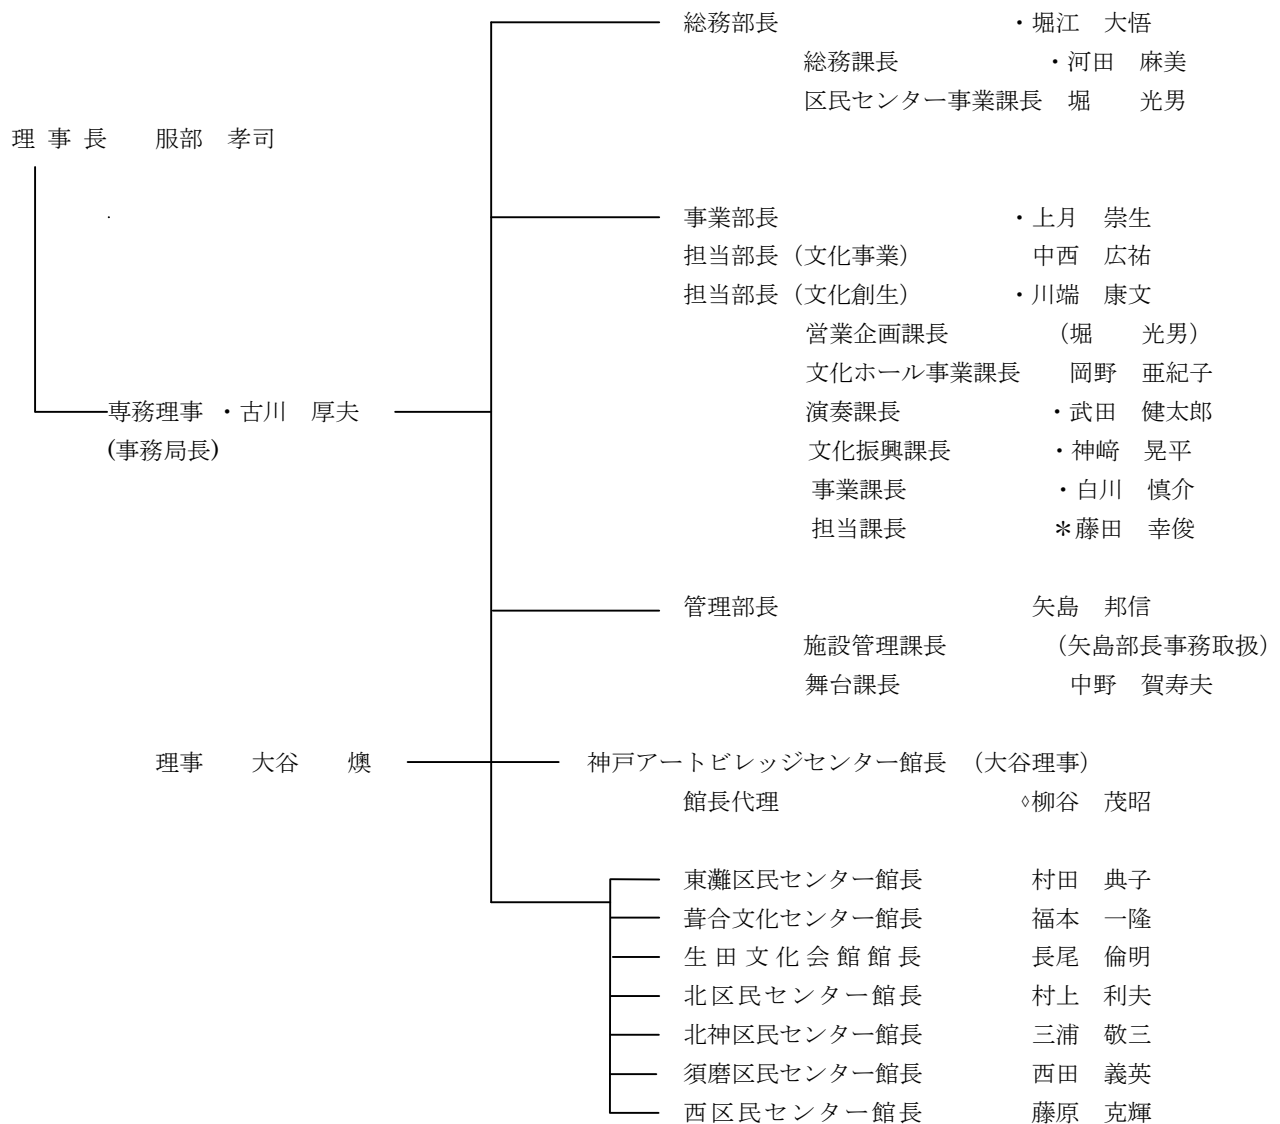 総務部長　・堀江　大悟
総務課長　・河田　麻美
区民センター事業課長　堀　光男
理 事 長　服部　孝司
事業部長　・上月　崇生
担当部長（文化事業）　中西　広祐
担当部長（文化創生）　・川端　康文
営業企画課長　（堀　光男）
文化ホール事業課長　岡野　亜紀子
専務理事 ・古川　厚夫
(事務局長)
演奏課長　・武田　健太郎
文化振興課長　・神﨑　晃平
事業課長　・白川　慎介
担当課長　＊藤田　幸俊
管理部長　矢島　邦信
施設管理課長　（矢島部長事務取扱）
舞台課長　中野　賀寿夫
理事　大谷　燠
神戸アートビレッジセンター館長　（大谷理事）
館長代理　◊柳谷　茂昭
東灘区民センター館長　村田　典子
葺合文化センター館長　福本　一隆
生田文化会館館長　長尾　倫明
北区民センター館長　村上　利夫
北神区民センター館長　三浦　敬三
須磨区民センター館長　西田　義英
西区民センター館長　藤原　克輝